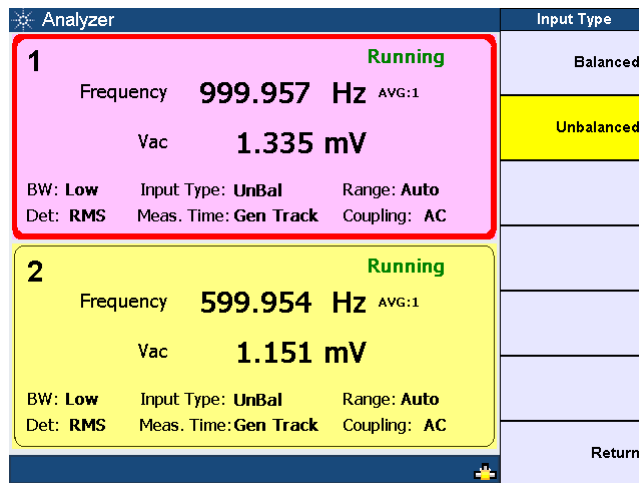 Analyzer
Input Type
1
Running
Frequency 999.957 Hz AVG:1
Vac 1.335 mV
BW: Low Input Type: UnBal Range: Auto
Det: RMS Meas. Time: Gen Track Coupling: AC
2
Running
Frequency 599.954 Hz AVG:1
Vac 1.151 mV
BW: Low Input Type: UnBal Range: Auto
Det: RMS Meas. Time: Gen Track Coupling: AC
Balanced
Unbalanced
Return